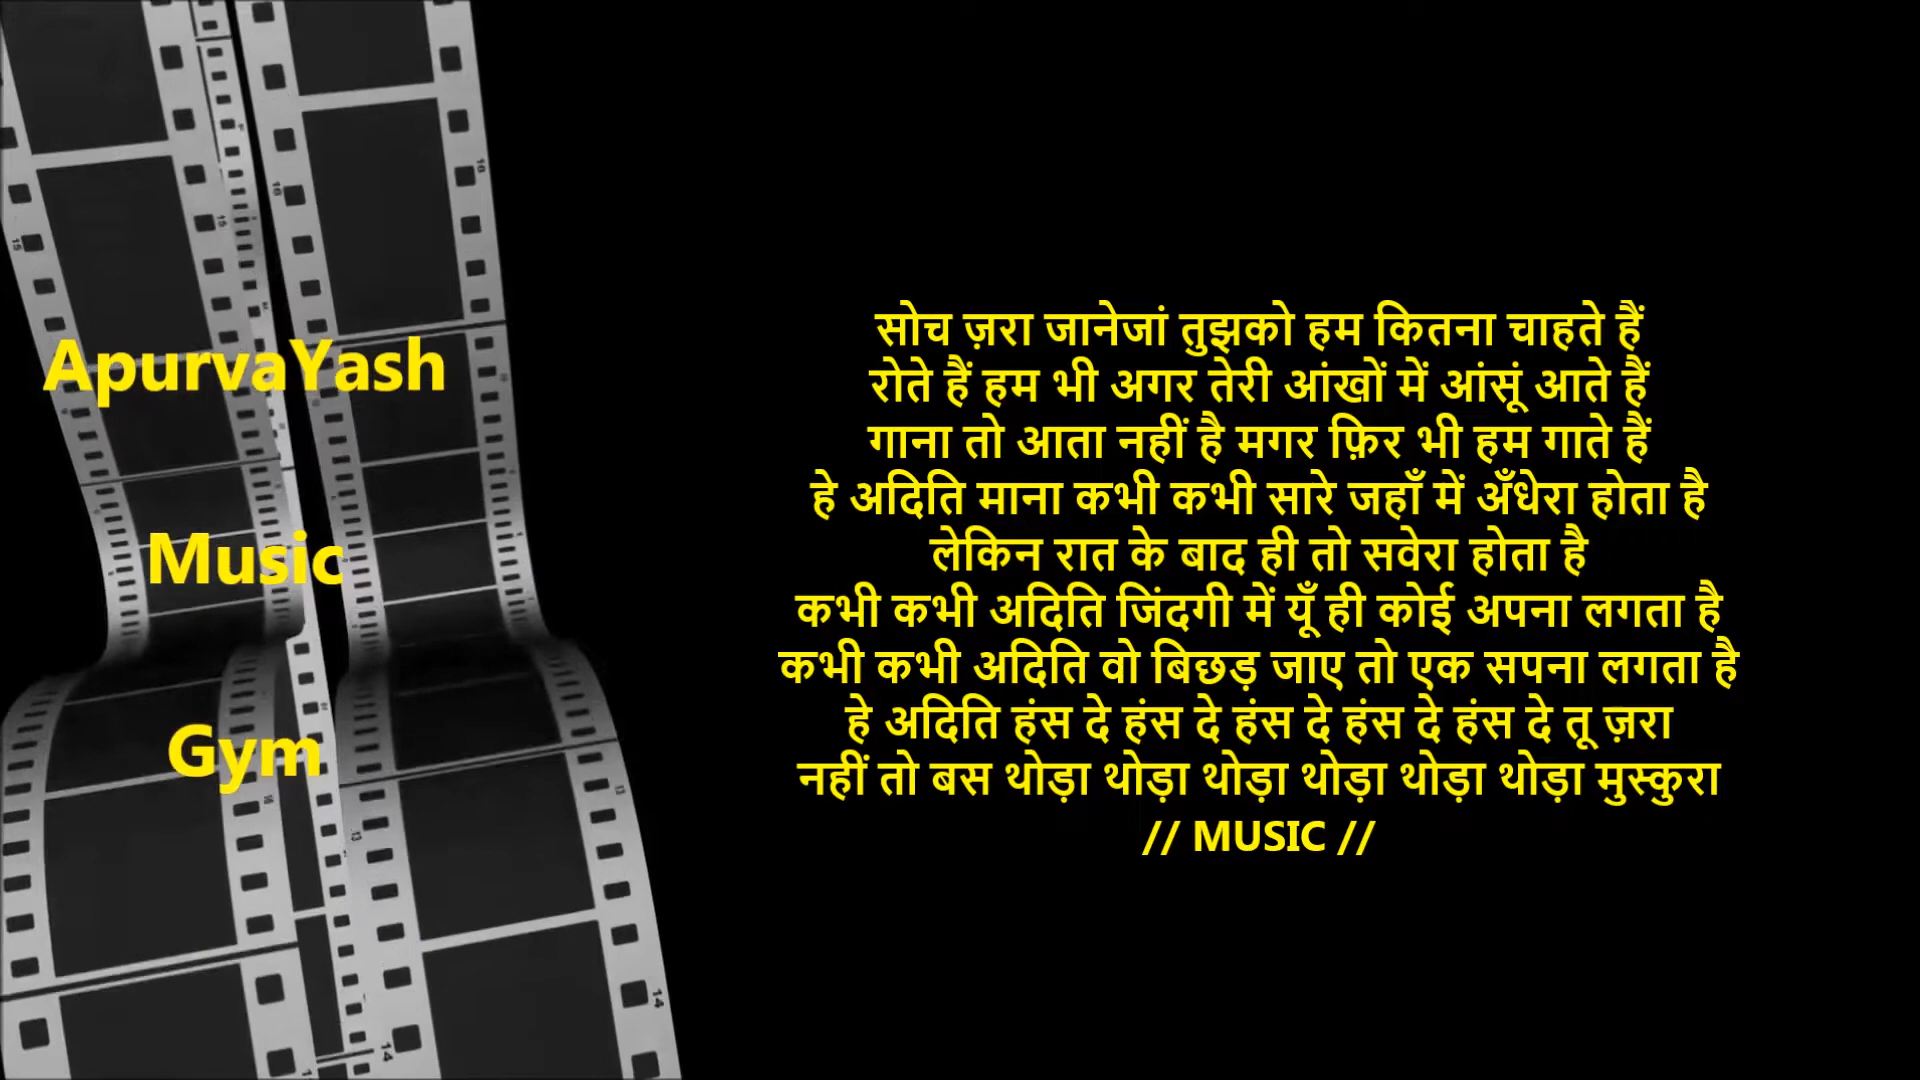 ApurvaYash
Music
Gym
सोच ज़रा जानेजां तुझको हम कितना चाहते हैं
रोते हैं हम भी अगर तेरी आंखों में आंसूं आते हैं
गाना तो आता नहीं है मगर फ़िर भी हम गाते हैं
हे अदिति माना कभी कभी सारे जहाँ में अँधेरा होता है
लेकिन रात के बाद ही तो सवेरा होता है
कभी कभी अदिति जिंदगी में यूँ ही कोई अपना लगता है
कभी कभी अदिति वो बिछड़ जाए तो एक सपना लगता है
हे अदिति हंस दे हंस दे हंस दे हंस दे हंस दे तू ज़रा
नहीं तो बस थोड़ा थोड़ा थोड़ा थोड़ा थोड़ा थोड़ा मुस्कुरा
// MUSIC //